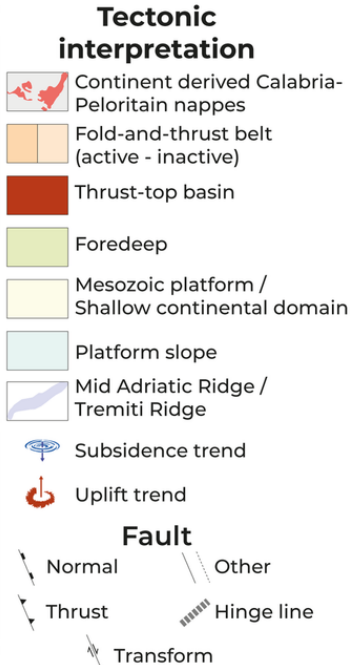 Tectonic
interpretation
Continent derived Calabria-
Peloritain nappes
Fold-and-thrust belt
(active - inactive)
Thrust-top basin
Foredeep
Mesozoic platform /
Shallow continental domain
Platform slope
Mid Adriatic Ridge /
Tremiti Ridge
Subsidence trend
Uplift trend
Fault
Normal
Other
Thrust
Hinge line
Transform